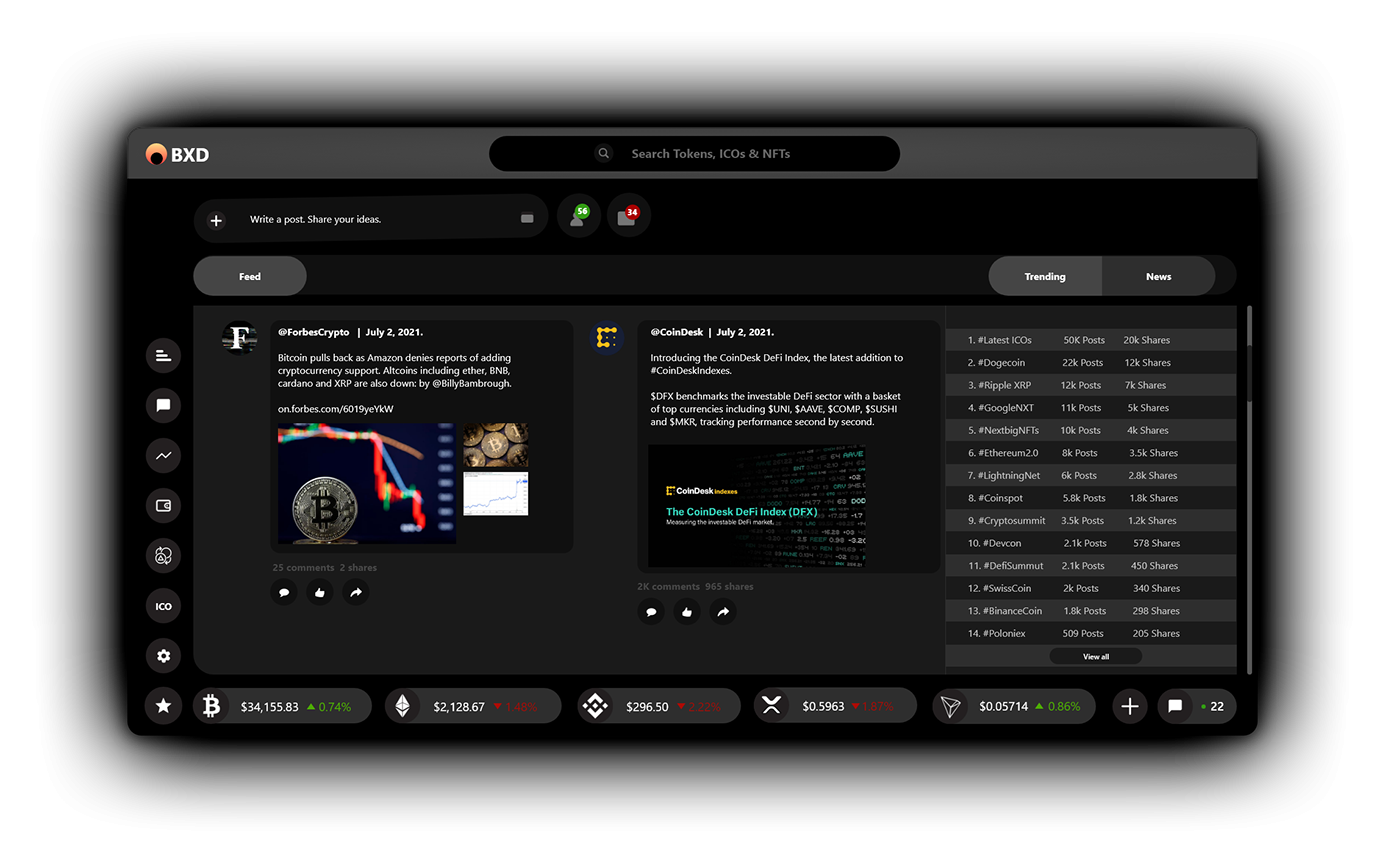 BXD
Search Tokens, ICOs & NFTs
Write a post. Share your ideas.
56
34
Feed
Trending
News
@ForbesCrypto | July 2, 2021.
Bitcoin pulls back as Amazon denies reports of adding
cryptocurrency support. Altcoins including ether, BNB,
cardano and XRP are also down: by @BillyBambrough.
on.forbes.com/6019yeYkW
25 comments 2 shares
@CoinDesk | July 2, 2021.
Introducing the CoinDesk DeFi Index, the latest addition to
#CoinDeskIndexes.
$DFX benchmarks the investable DeFi sector with a basket
of top currencies including $UNI, $AAVE, $COMP, $SUSHI
and $MKR, tracking performance second by second.
CoinDesk Indexes
The CoinDesk DeFi Index (DFX)
Measuring the investable DeFi market.
2K comments 965 shares
1. #Latest ICOs 50K Posts 20k Shares
2. #Dogecoin 22k Posts 12k Shares
3. #Ripple XRP 12k Posts 7k Shares
4. #GoogleNXT 11k Posts 5k Shares
5. #NextbigNFTs 10k Posts 4k Shares
6. #Ethereum2.0 8k Posts 3.5k Shares
7. #LightningNet 6k Posts 2.8k Shares
8. #Coinspot 5.8k Posts 1.8k Shares
9. #Cryptosummit 3.5k Posts 1.2k Shares
10. #Devcon 2.1k Posts 578 Shares
11. #DefiSummut 2.1k Posts 450 Shares
12. #SwissCoin 2k Posts 340 Shares
13. #BinanceCoin 1.8k Posts 298 Shares
14. #Poloniex 509 Posts 205 Shares
View all
ICO
$34,155.83 ▲ 0.74%
$2,128.67 ▼ 1.48%
$296.50 ▼ 2.22%
$0.5963 ▼ 1.87%
$0.05714 ▲ 0.86%
22